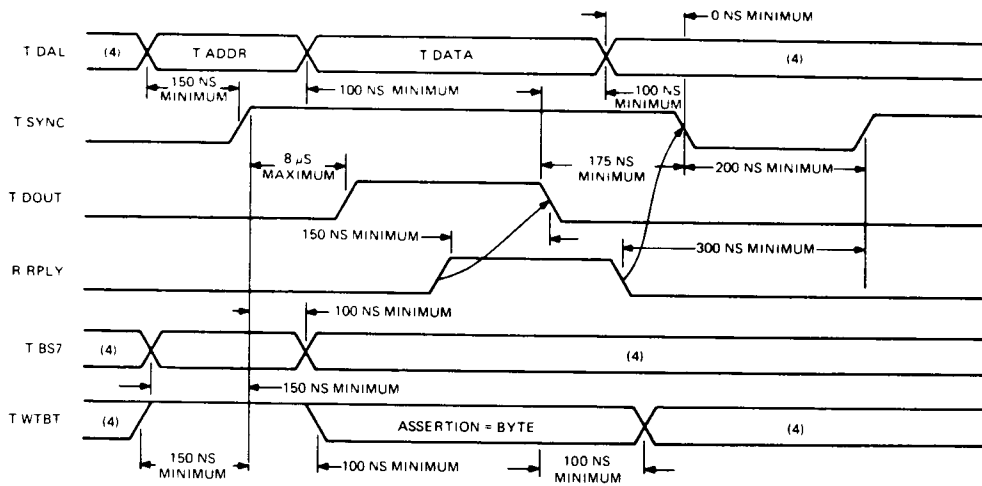 0 NS MINIMUM
T DAL
(4)
T ADDR
T DATA
(4)
150 NS
MINIMUM
100 NS MINIMUM
100 NS
MINIMUM
T SYNC
8 µS
MAXIMUM
175 NS
MINIMUM
200 NS MINIMUM
T DOUT
150 NS MINIMUM
300 NS MINIMUM
R RPLY
100 NS MINIMUM
T BS7
(4)
(4)
150 NS MINIMUM
T WTBT
(4)
ASSERTION = BYTE
(4)
150 NS
MINIMUM
100 NS MINIMUM
100 NS
MINIMUM